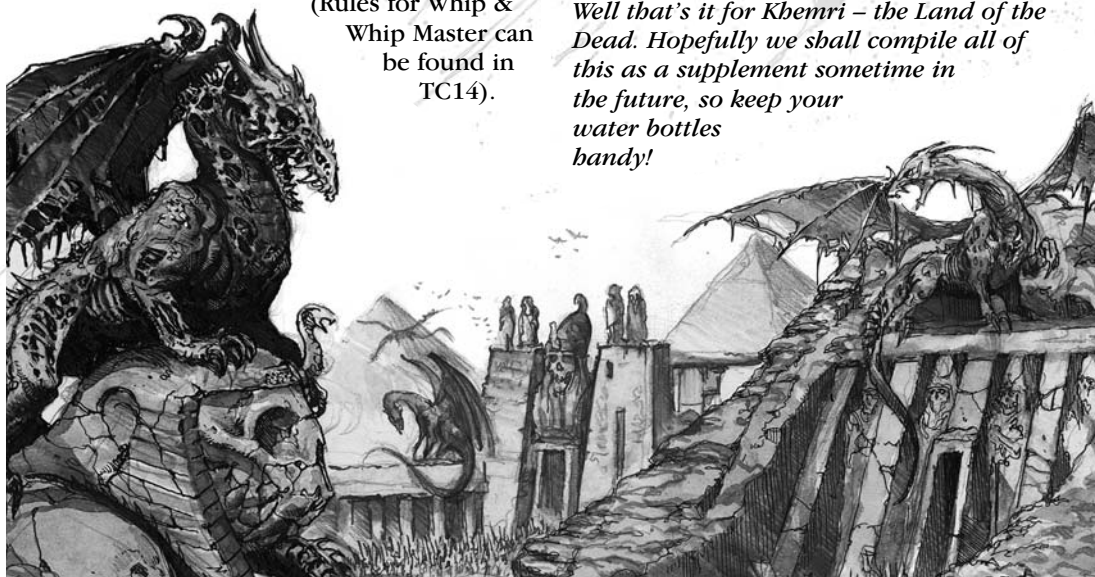 (Rules for Whip &
Whip Master can
be found in
TC14).
Well that's it for Khemri – the Land of the
Dead. Hopefully we shall compile all of
this as a supplement sometime in
the future, so keep your
water bottles
handy!